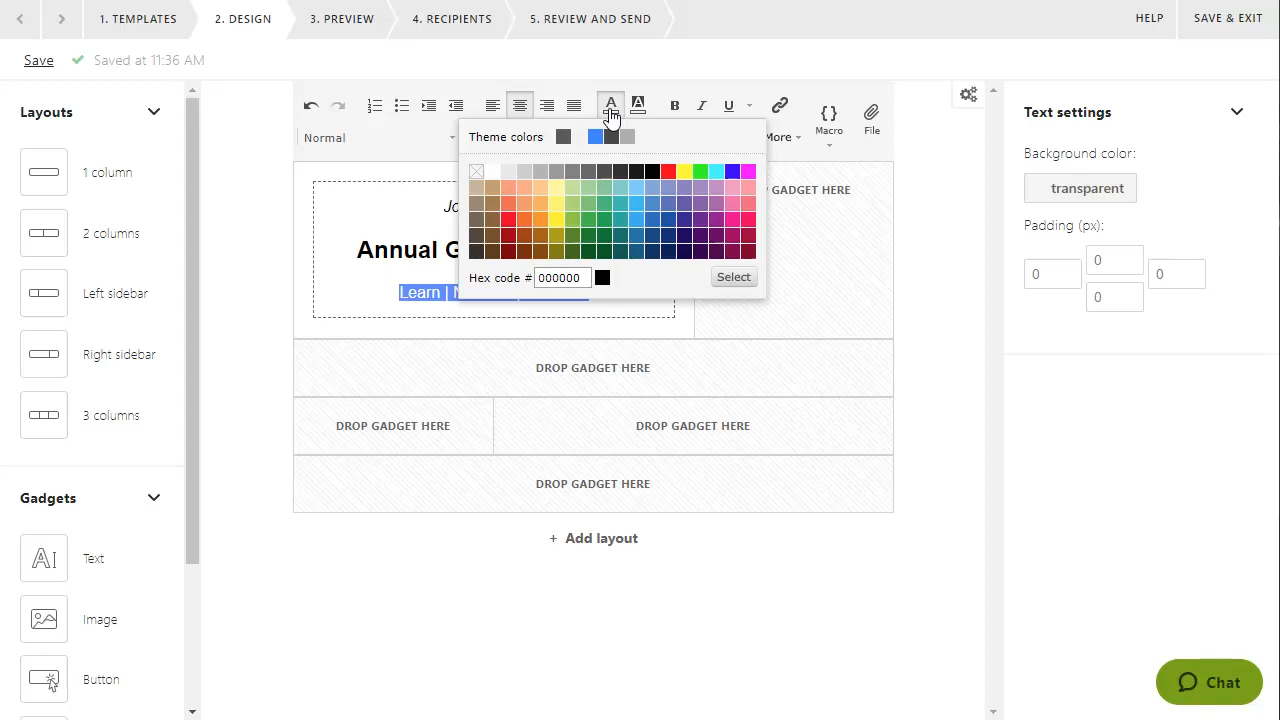 1. TEMPLATES
2. DESIGN
3. PREVIEW
4. RECIPIENTS
5. REVIEW AND SEND
HELP
SAVE & EXIT
Save
Saved at 11:36 AM
Layouts
1 column
2 columns
Left sidebar
Right sidebar
3 columns
Gadgets
Text
Image
Button
Normal
More
Macro
File
Theme colors
Hex code # 000000
Select
Annual G
Learn |
GADGET HERE
DROP GADGET HERE
DROP GADGET HERE
DROP GADGET HERE
DROP GADGET HERE
+ Add layout
Text settings
Background color:
transparent
Padding (px):
0
0
0
0
Chat